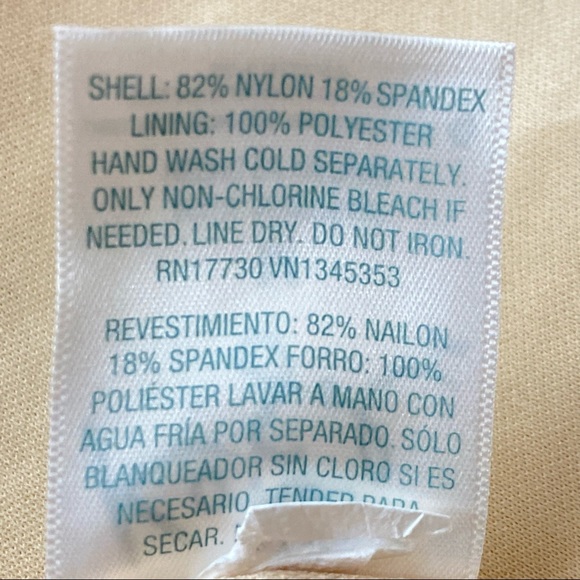 SHELL: 82% NYLON 18% SPANDEX
LINING: 100% POLYESTER
HAND WASH COLD SEPARATELY.
ONLY NON-CHLORINE BLEACH IF
NEEDED. LINE DRY. DO NOT IRON.
RN17730 VN1345353
REVESTIMIENTO: 82% NAILON
18% SPANDEX FORRO: 100%
POLIÉSTER LAVAR A MANO CON
AGUA FRÍA POR SEPARADO. SÓLO
BLANQUEADOR SIN CLORO SI ES
NECESARIO. TENDER PARA
SECAR.